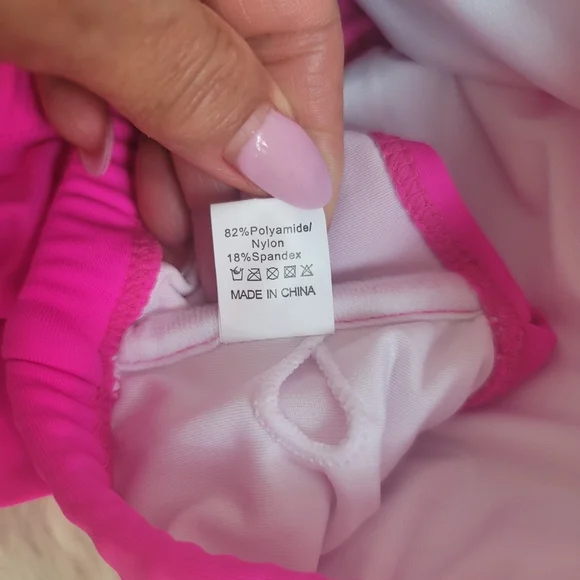 82%Polyamide/
Nylon
18%Spandex
MADE IN CHINA